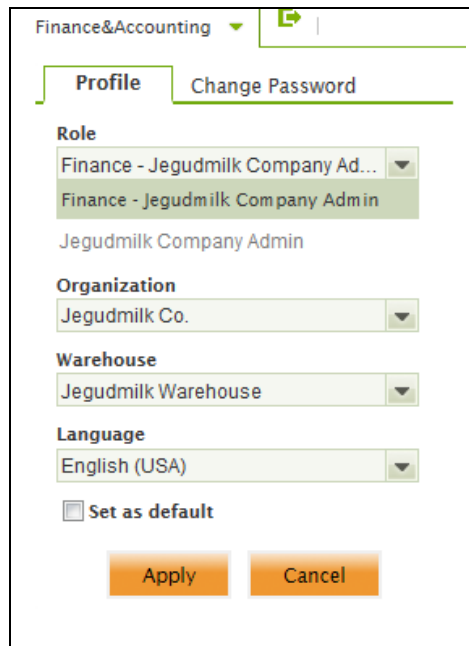 Finance&Accounting
Profile
Change Password
Role
Finance - Jegudmilk Company Ad...
Finance - Jegudmilk Company Admin
Jegudmilk Company Admin
Organization
Jegudmilk Co.
Warehouse
Jegudmilk Warehouse
Language
English (USA)
Set as default
Apply
Cancel